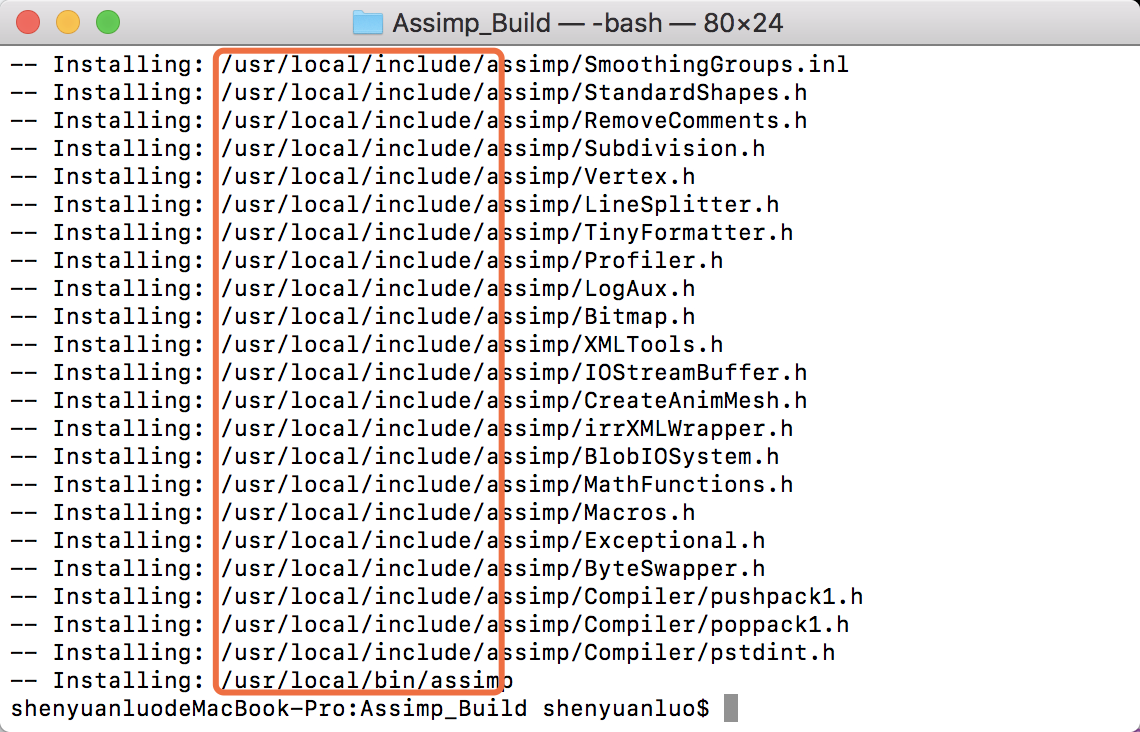 Assimp_Build — -bash — 80×24
-- Installing: /usr/local/include/assimp/SmoothingGroups.inl
-- Installing: /usr/local/include/assimp/StandardShapes.h
-- Installing: /usr/local/include/assimp/RemoveComments.h
-- Installing: /usr/local/include/assimp/Subdivision.h
-- Installing: /usr/local/include/assimp/Vertex.h
-- Installing: /usr/local/include/assimp/LineSplitter.h
-- Installing: /usr/local/include/assimp/TinyFormatter.h
-- Installing: /usr/local/include/assimp/Profiler.h
-- Installing: /usr/local/include/assimp/LogAux.h
-- Installing: /usr/local/include/assimp/Bitmap.h
-- Installing: /usr/local/include/assimp/XMLTools.h
-- Installing: /usr/local/include/assimp/IOStreamBuffer.h
-- Installing: /usr/local/include/assimp/CreateAnimMesh.h
-- Installing: /usr/local/include/assimp/irrXMLWrapper.h
-- Installing: /usr/local/include/assimp/BlobIOSystem.h
-- Installing: /usr/local/include/assimp/MathFunctions.h
-- Installing: /usr/local/include/assimp/Macros.h
-- Installing: /usr/local/include/assimp/Exceptional.h
-- Installing: /usr/local/include/assimp/ByteSwapper.h
-- Installing: /usr/local/include/assimp/Compiler/pushpack1.h
-- Installing: /usr/local/include/assimp/Compiler/poppack1.h
-- Installing: /usr/local/include/assimp/Compiler/pstdint.h
-- Installing: /usr/local/bin/assimp
shenyuanluodeMacBook-Pro:Assimp_Build shenyuanluo$